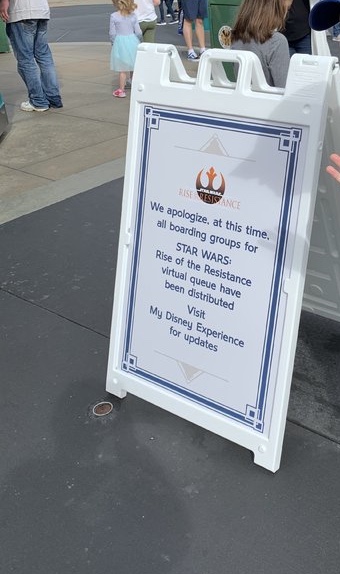 STAR WARS
RISE OF THE RESISTANCE
We apologize, at this time,
all boarding groups for
STAR WARS:
Rise of the Resistance
virtual queue have
been distributed
Visit
My Disney Experience
for updates